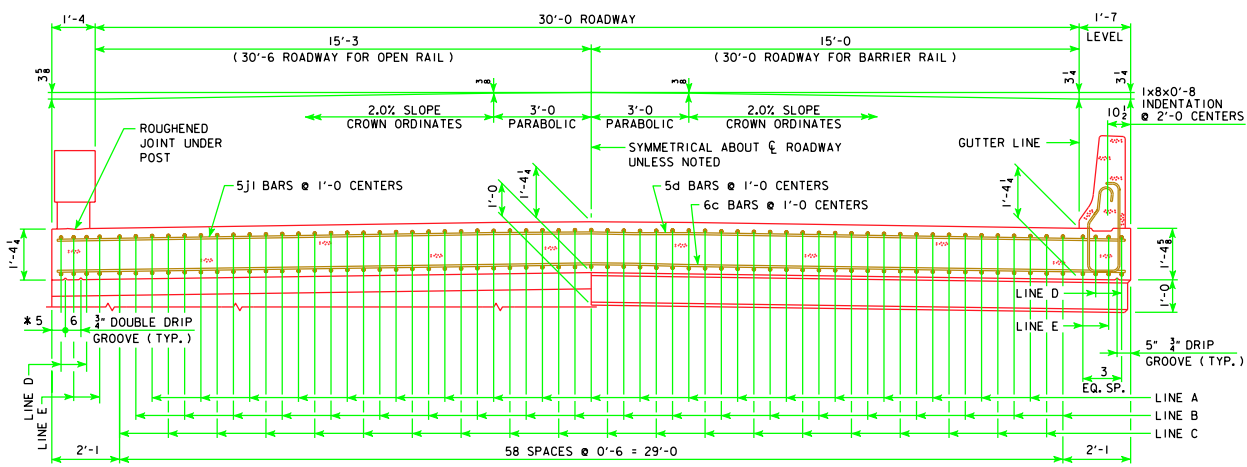 1'-4
30'-0 ROADWAY
1'-7
LEVEL
15'-3
(30'-6 ROADWAY FOR OPEN RAIL)
15'-0
(30'-0 ROADWAY FOR BARRIER RAIL)
3 5/8
3/8
3/8
3 1/4
3 1/4
1x8x0'-8
INDENTATION
@ 2'-0 CENTERS
10 1/2
2.0% SLOPE
CROWN ORDINATES
3'-0
PARABOLIC
3'-0
PARABOLIC
2.0% SLOPE
CROWN ORDINATES
ROUGHENED
JOINT UNDER
POST
SYMMETRICAL ABOUT ℄ ROADWAY
UNLESS NOTED
GUTTER LINE
5j1 BARS @ 1'-0 CENTERS
1'-0
1'-4 1/4
5d BARS @ 1'-0 CENTERS
6c BARS @ 1'-0 CENTERS
1'-4 1/4
1'-4 1/4
1'-4 5/8
1'-0
LINE D
LINE E
* 5
6
3/4" DOUBLE DRIP
GROOVE (TYP.)
5" 3/4" DRIP
GROOVE (TYP.)
3
EQ. SP.
LINE D
LINE E
LINE A
LINE B
LINE C
2'-1
58 SPACES @ 0'-6 = 29'-0
2'-1